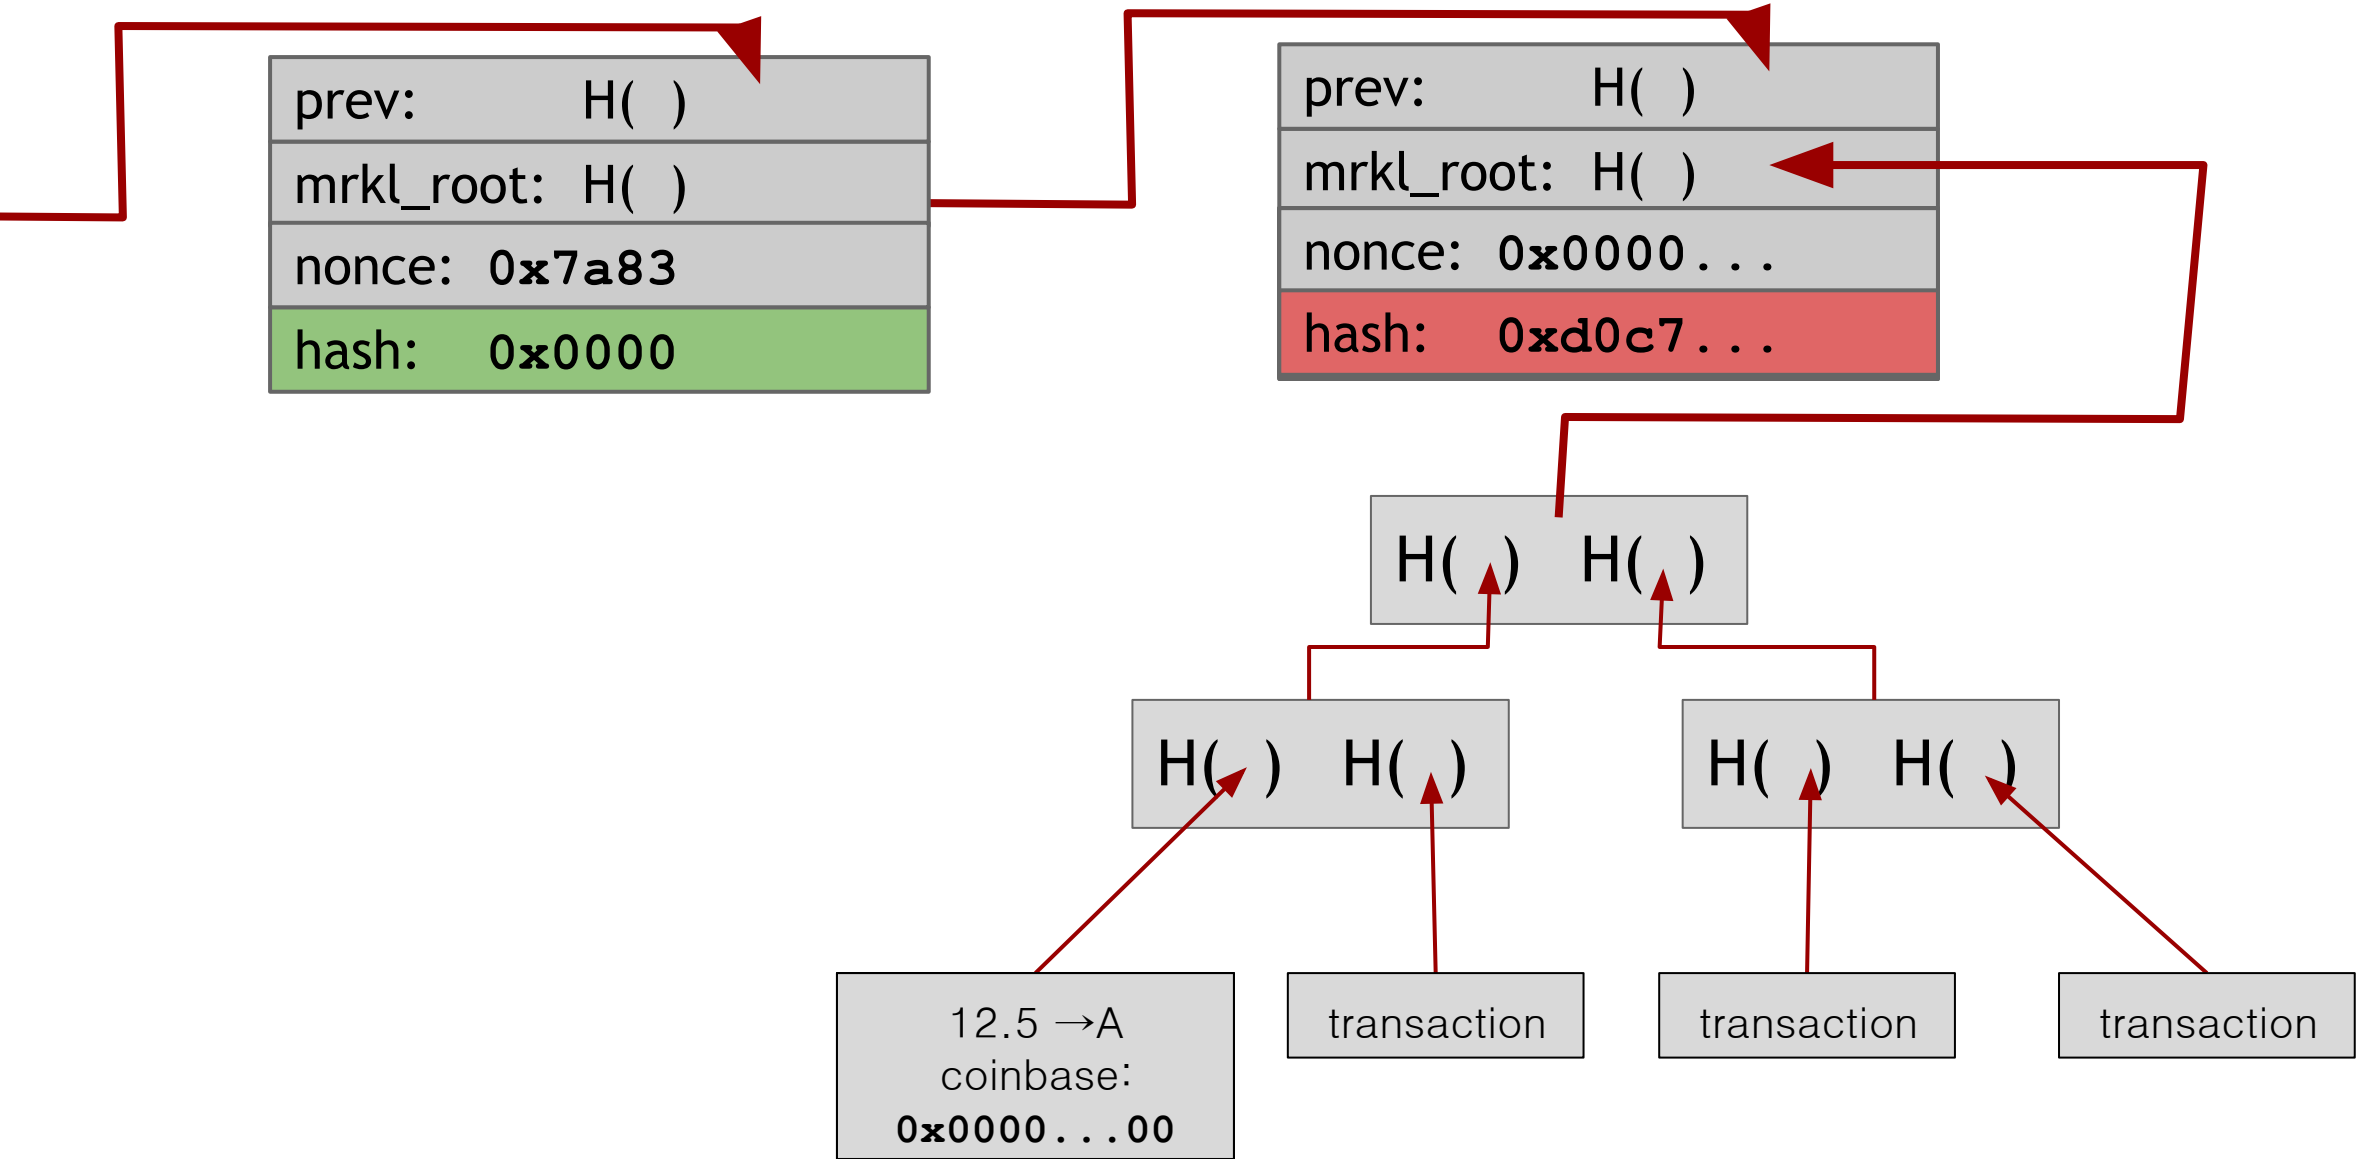 prev: H( )
mrkl_root: H( )
nonce: 0x7a83
hash: 0x0000
prev: H( )
mrkl_root: H( )
nonce: 0x0000...
hash: 0xd0c7...
H( ) H( )
H( ) H( )
H( ) H( )
12.5 →A
coinbase:
0x0000...00
transaction
transaction
transaction